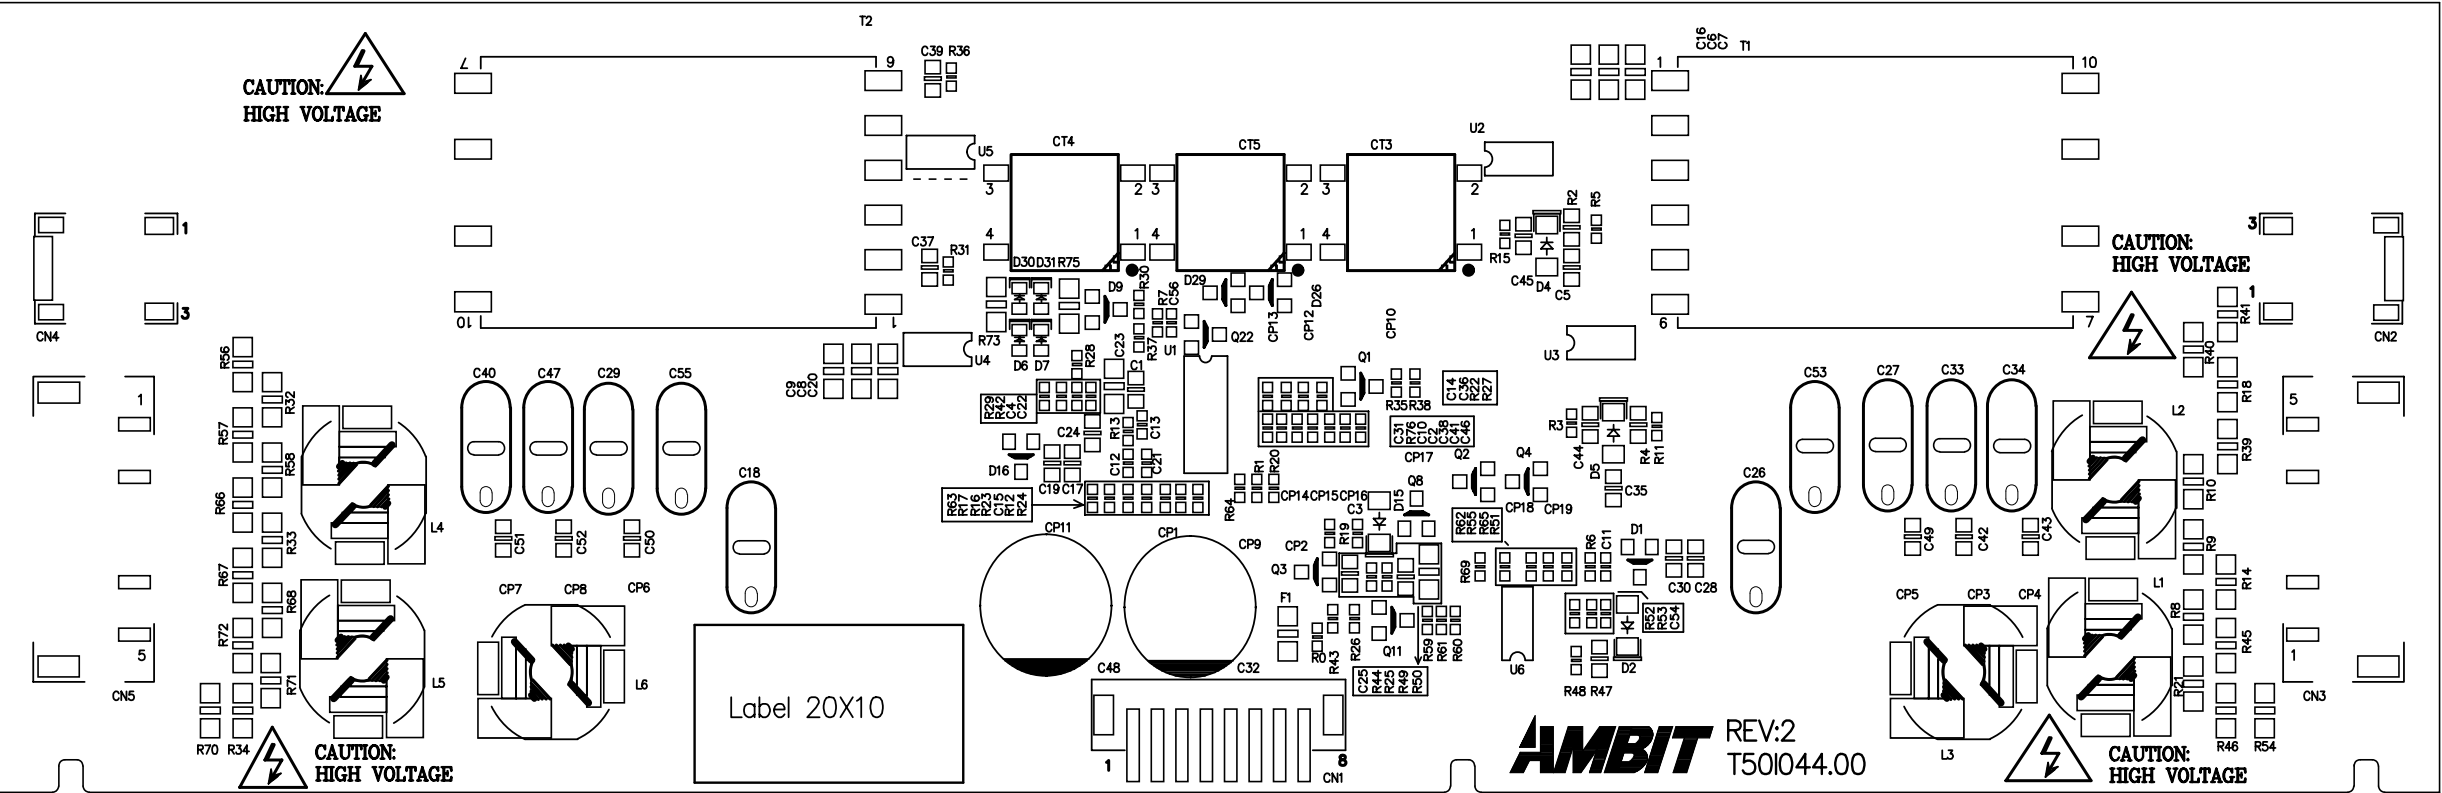 T2
C16
C6
C7
T1
C39 R36
CAUTION:
HIGH VOLTAGE
7
9
1
10
U5
CT4
CT5
CT3
U2
3
2
3
2
3
2
4
1
4
1
4
1
R2
R5
R15
C45
D4
C5
C37
R31
D30 D31 R75
1
3
CN4
3
1
CN2
CAUTION:
HIGH VOLTAGE
10
1
6
7
D9
R30
R7
C56
D29
D26
CP13
CP12
CP10
R73
D6
D7
R28
C23
R37
U1
Q22
U4
U3
R41
R40
R56
R32
R57
R58
R66
R33
R67
R68
R72
R71
R70
R34
C9
C8
C20
C40
C47
C29
C55
C18
C1
Q1
R35 R38
C14
C36
R22
R27
R29
R42
C4
C22
C24
R13
C13
C12
C21
D16
C19 C17
C31
R76
C10
C2
C38
C41
C46
CP17
R3
C44
D5
R4
R11
C35
C53
C27
C33
C34
C26
L2
R18
R39
R10
R9
R14
R8
R45
R21
R46
R54
1
5
CN5
5
1
CN3
L4
L5
L6
C51
C52
C50
CP7
CP8
CP6
R63
R17
R16
R23
C15
R12
R24
R64
R1
R20
CP14 CP15 CP16
Q2
Q4
CP18
CP19
C3
D15
Q8
R62
R55
R65
R51
CP11
CP1
CP9
CP2
R19
Q3
R69
R6
C11
D1
C30 C28
C49
C42
C43
F1
R0
R43
R26
Q11
R59
R61
R60
C25
R44
R25
R49
R50
U6
R48 R47
D2
R52
R53
C54
C48
C32
CP5
CP3
CP4
L1
L3
Label 20X10
1
8
CN1
AMBIT
REV:2
T50I044.00
CAUTION:
HIGH VOLTAGE
CAUTION:
HIGH VOLTAGE